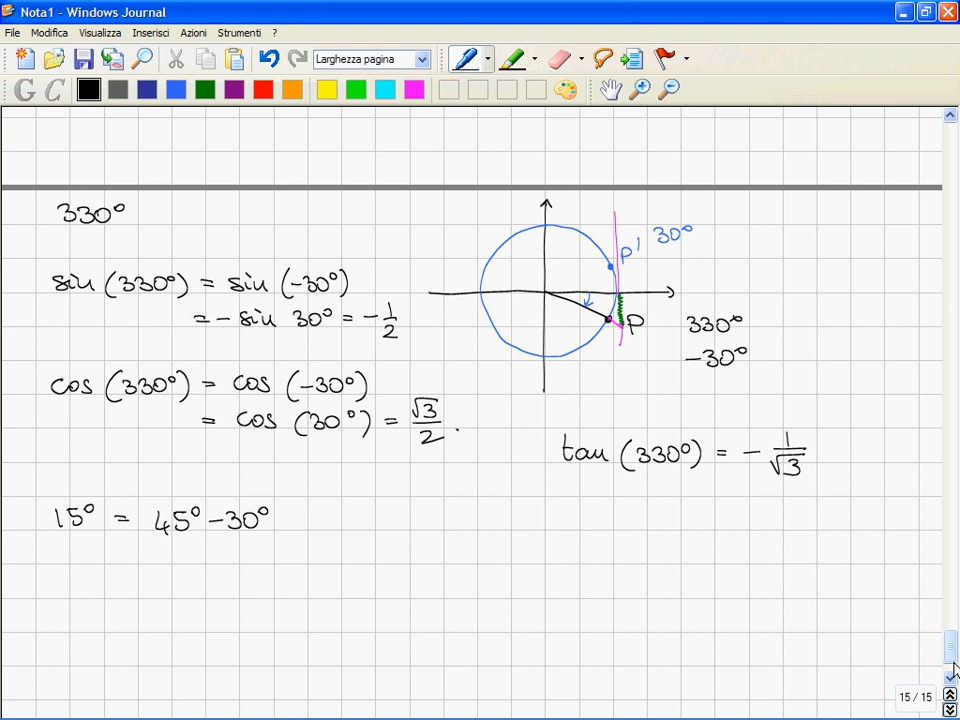 Nota1 - Windows Journal
File Modifica Visualizza Inserisci Azioni Strumenti ?
Larghezza pagina
G C
330°
sin (330°) = sin (-30°)
= - sin 30° = - 1/2
cos (330°) = cos (-30°)
= cos (30°) = √3/2 .
15° = 45° - 30°
P' 30°
P
330°
-30°
tan (330°) = - 1/√3
15 / 15